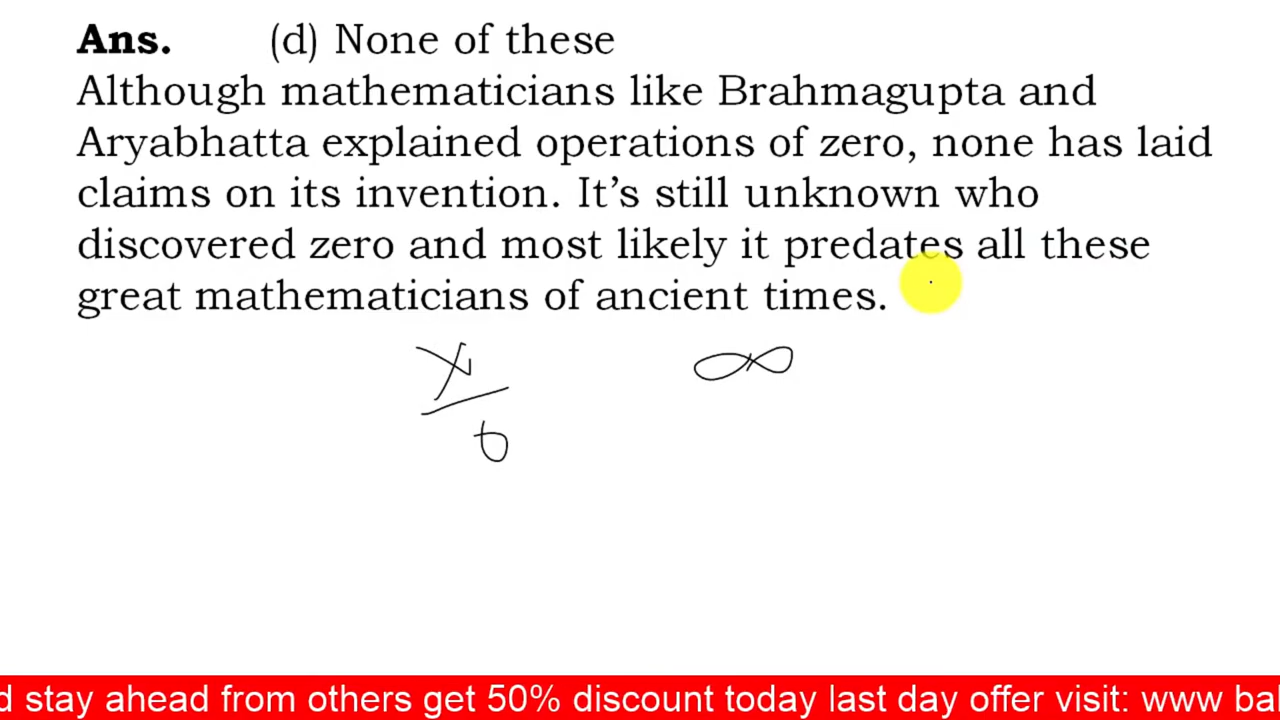 Ans. (d) None of these
Although mathematicians like Brahmagupta and
Aryabhatta explained operations of zero, none has laid
claims on its invention. It's still unknown who
discovered zero and most likely it predates all these
great mathematicians of ancient times.
x ∞
0
stay ahead from others get 50% discount today last day offer visit: www